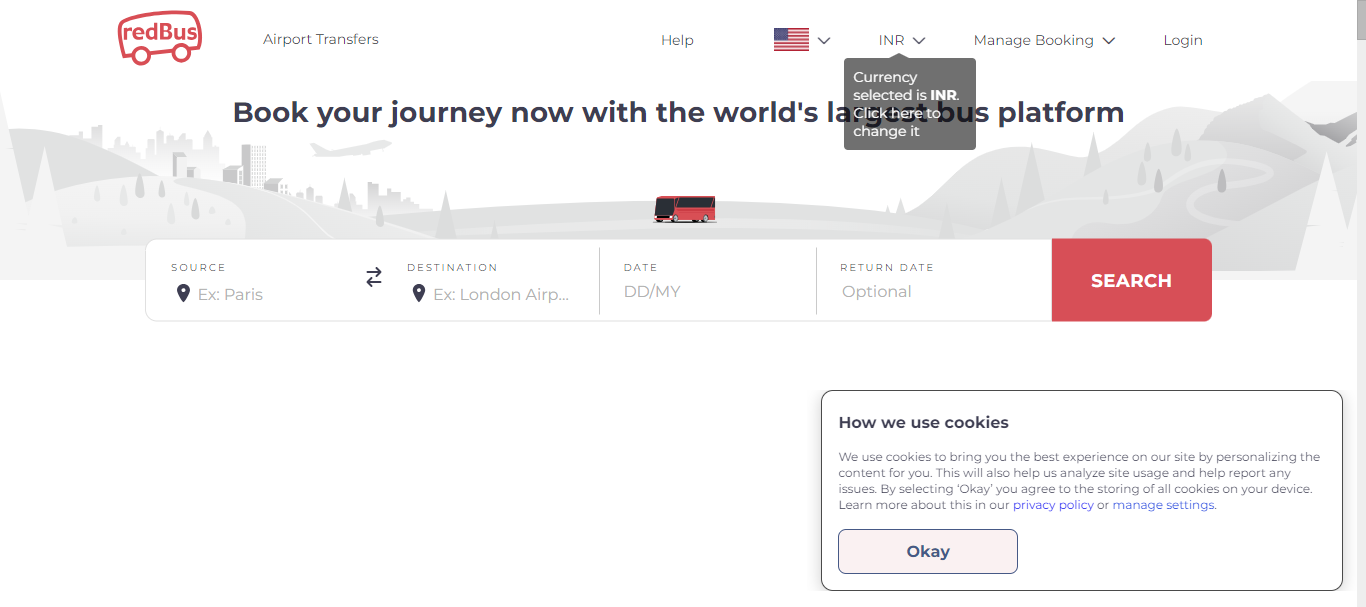 redBus
Airport Transfers
Help
INR
Manage Booking
Login
Currency
selected is INR.
Click here to
change it
Book your journey now with the world's largest bus platform
SOURCE
Ex: Paris
DESTINATION
Ex: London Airp...
DATE
DD/MY
RETURN DATE
Optional
SEARCH
How we use cookies
We use cookies to bring you the best experience on our site by personalizing the
content for you. This will also help us analyze site usage and help report any
issues. By selecting ‘Okay’ you agree to the storing of all cookies on your device.
Learn more about this in our privacy policy or manage settings.
Okay